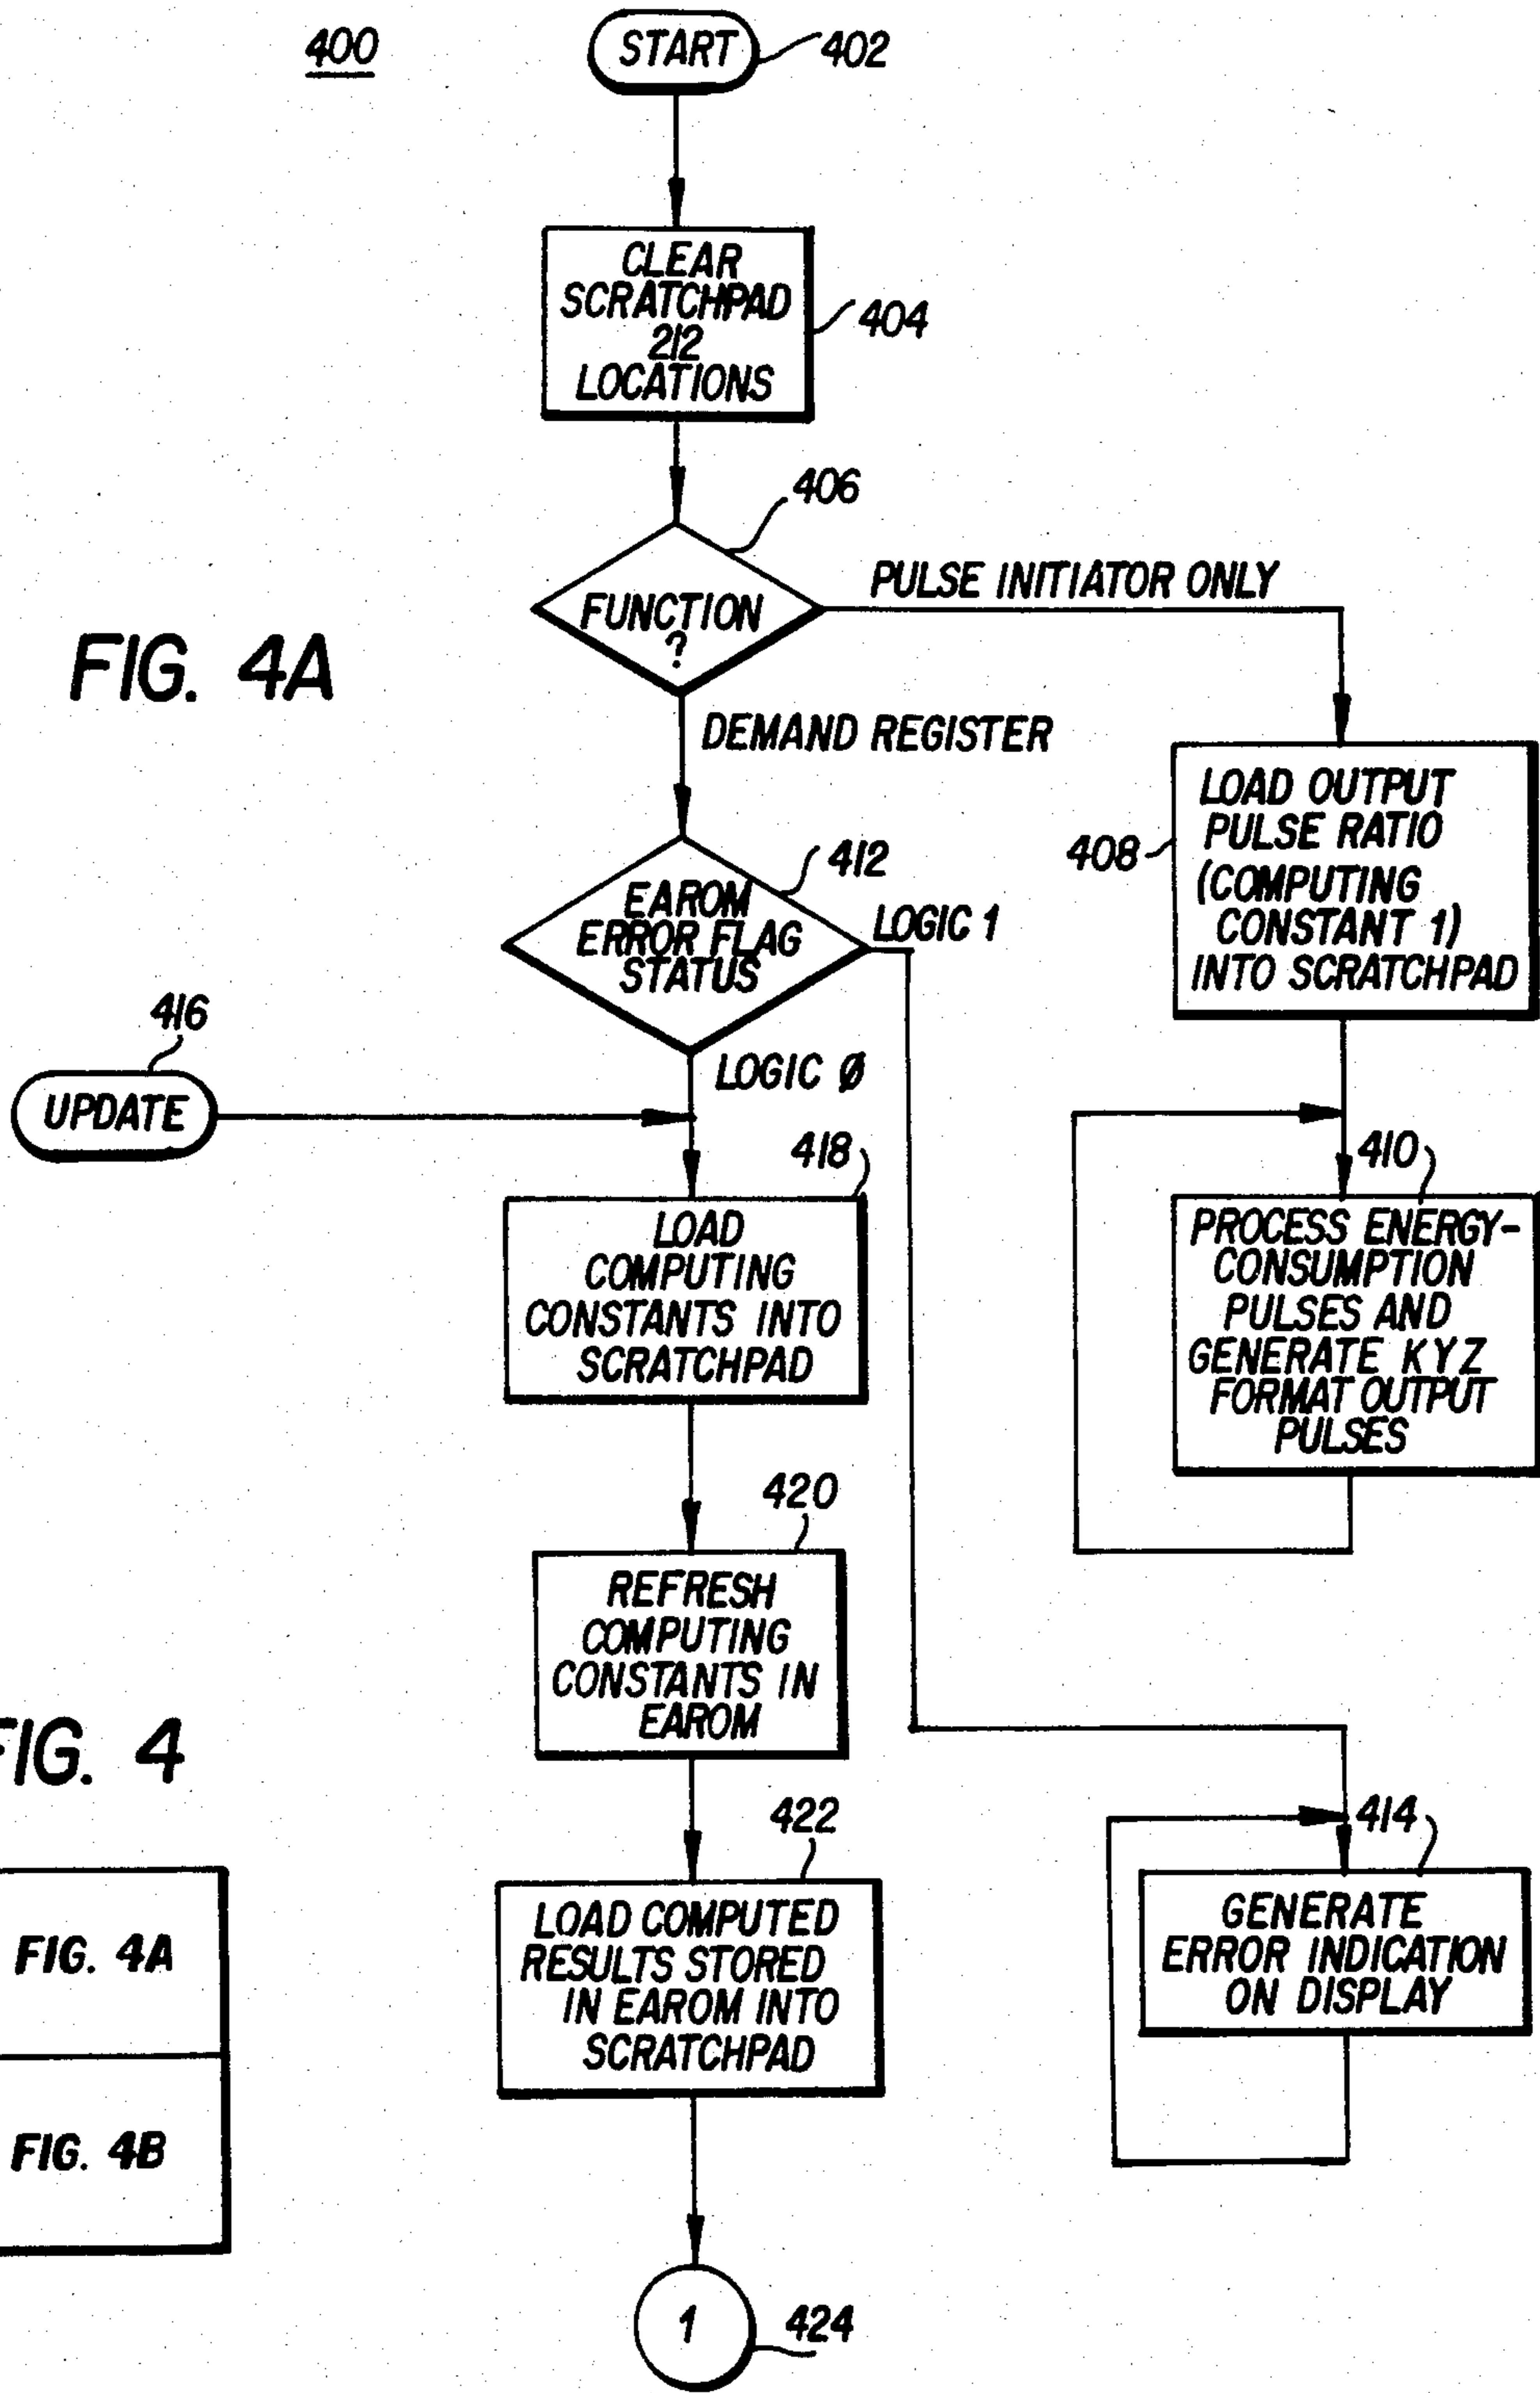 400
START
402
CLEAR
SCRATCHPAD
212
LOCATIONS
404
406
FUNCTION
?
PULSE INITIATOR ONLY
FIG. 4A
DEMAND REGISTER
LOAD OUTPUT
PULSE RATIO
(COMPUTING
CONSTANT 1)
INTO SCRATCHPAD
408
412
EAROM
ERROR FLAG
STATUS
LOGIC 1
416
UPDATE
LOGIC Ø
418
LOAD
COMPUTING
CONSTANTS INTO
SCRATCHPAD
410
PROCESS ENERGY-
CONSUMPTION
PULSES AND
GENERATE KYZ
FORMAT OUTPUT
PULSES
420
REFRESH
COMPUTING
CONSTANTS IN
EAROM
FIG. 4
422
LOAD COMPUTED
RESULTS STORED
IN EAROM INTO
SCRATCHPAD
414
GENERATE
ERROR INDICATION
ON DISPLAY
FIG. 4A
FIG. 4B
1
424